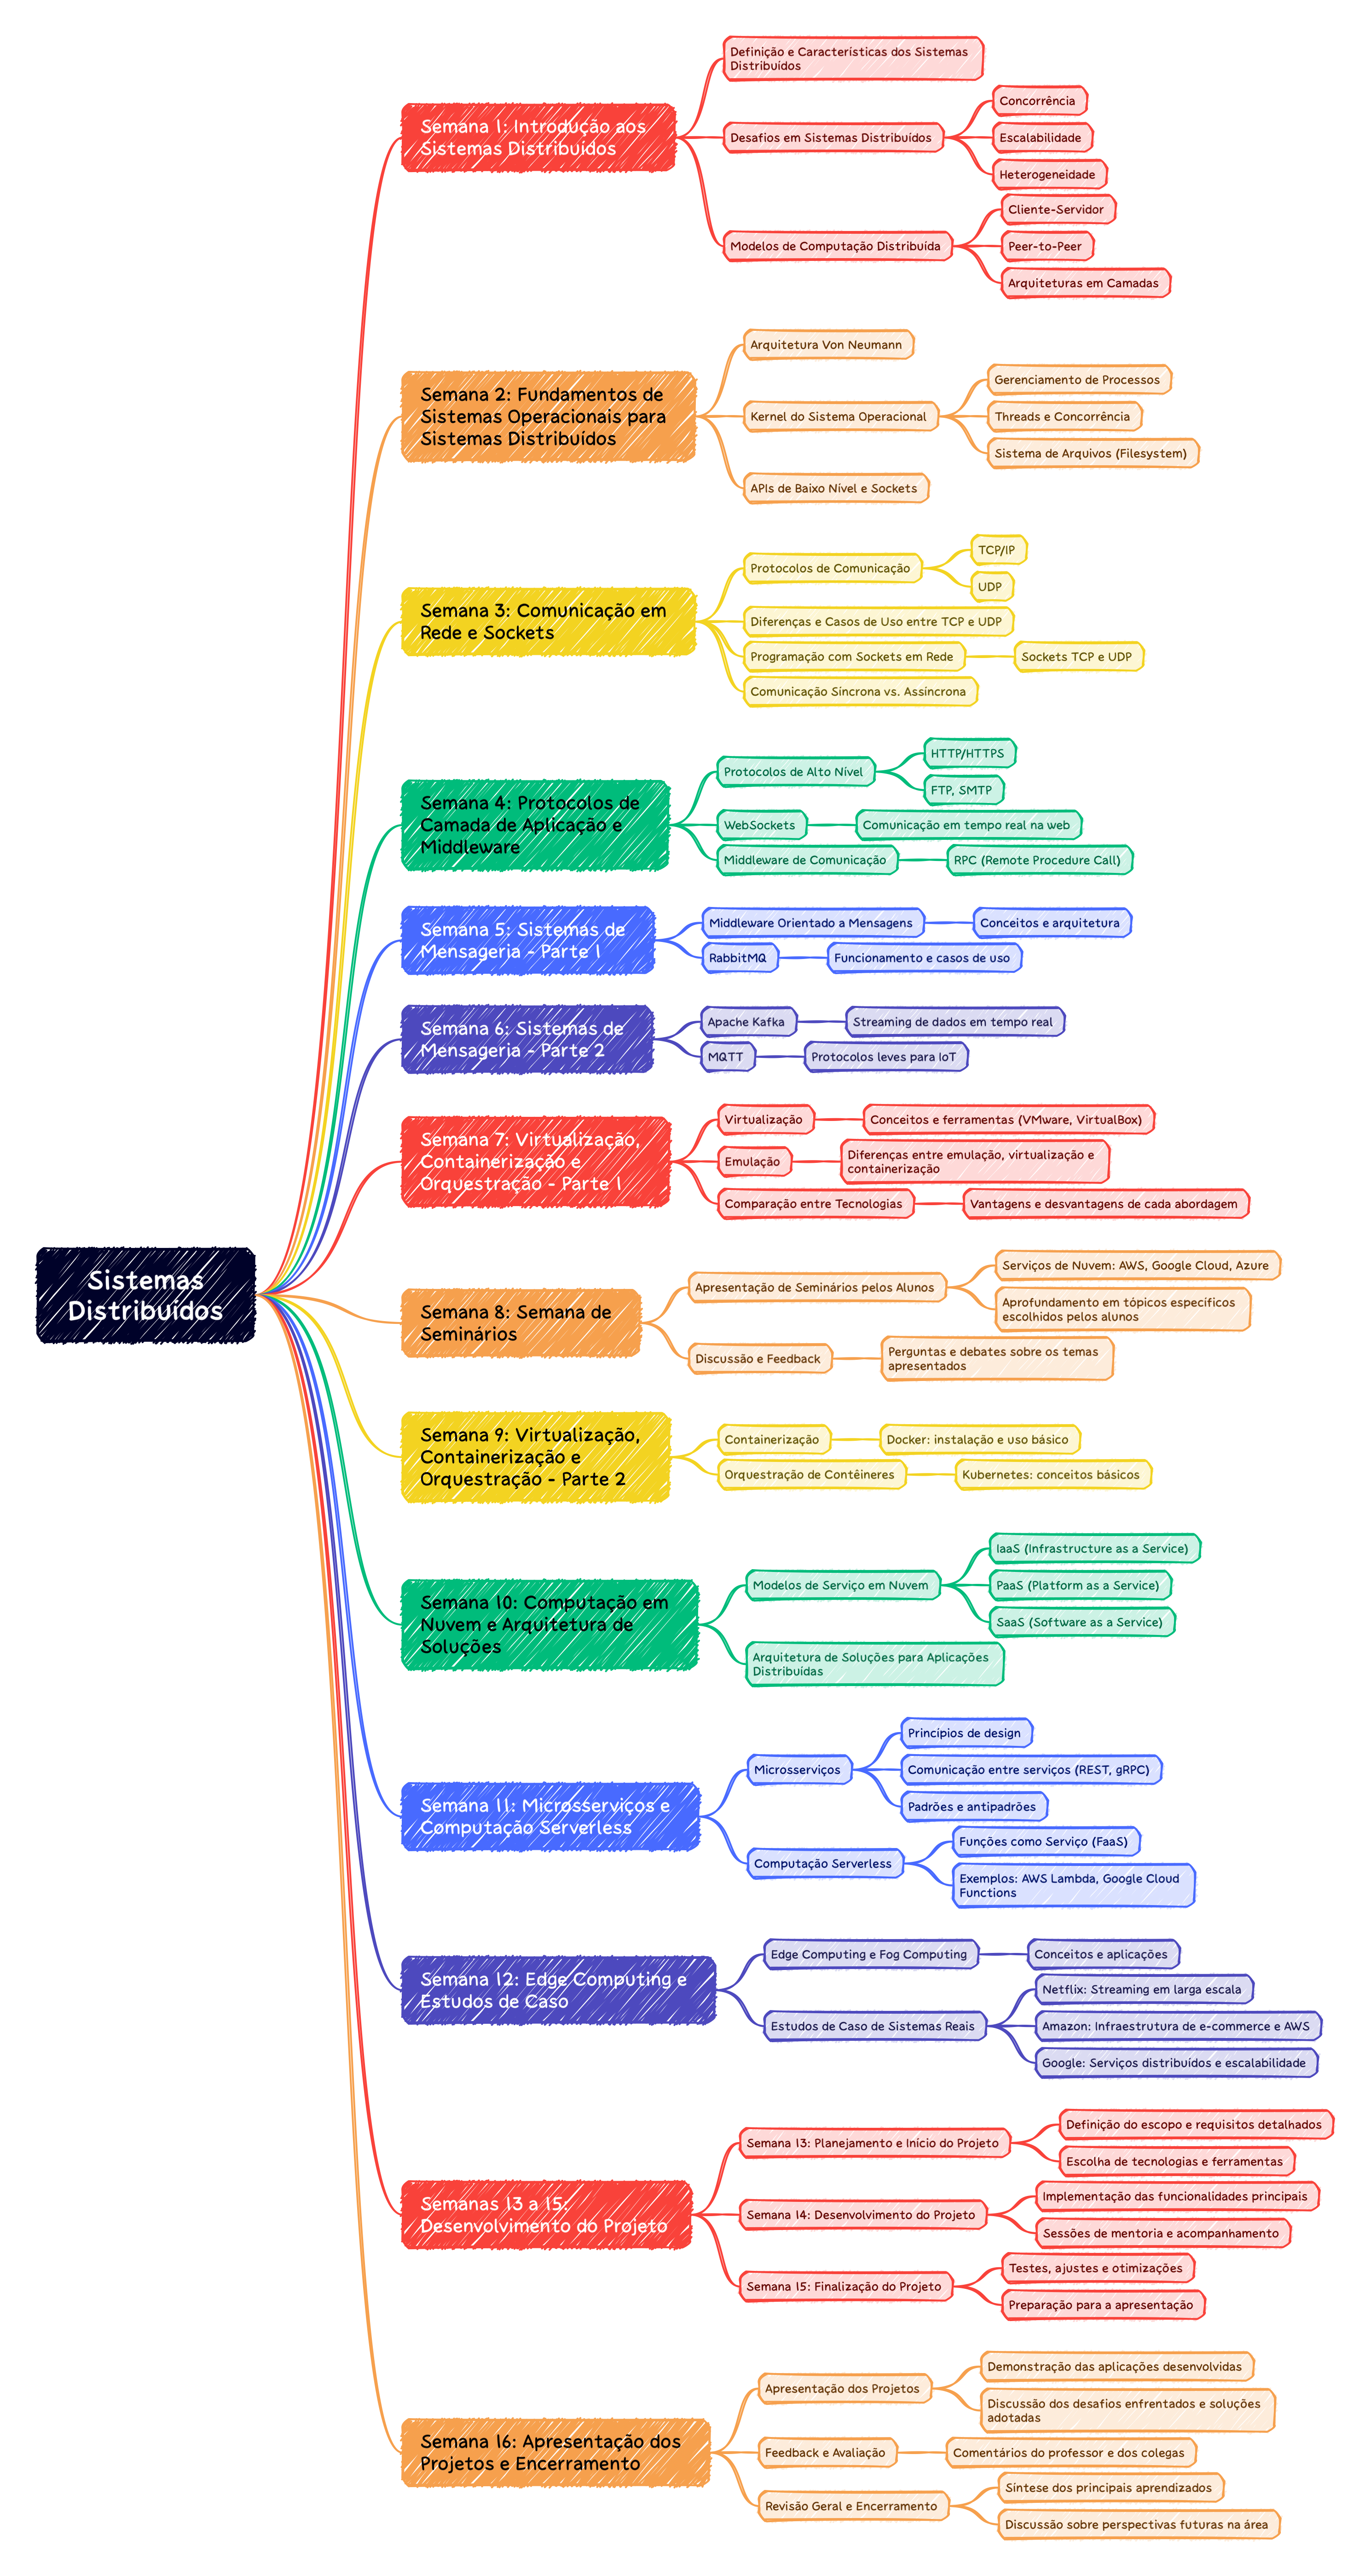 Definição e Características dos Sistemas
Distribuídos
Concorrência
Semana 1: Introdução aos
Sistemas Distribuídos
Desafios em Sistemas Distribuídos
Escalabilidade
Heterogeneidade
Cliente-Servidor
Modelos de Computação Distribuída
Peer-to-Peer
Arquiteturas em Camadas
Arquitetura Von Neumann
Gerenciamento de Processos
Semana 2: Fundamentos de
Sistemas Operacionais para
Sistemas Distribuídos
Kernel do Sistema Operacional
Threads e Concorrência
Sistema de Arquivos (Filesystem)
APIs de Baixo Nível e Sockets
TCP/IP
Protocolos de Comunicação
UDP
Semana 3: Comunicação em
Rede e Sockets
Diferenças e Casos de Uso entre TCP e UDP
Programação com Sockets em Rede
Sockets TCP e UDP
Comunicação Síncrona vs. Assíncrona
HTTP/HTTPS
Protocolos de Alto Nível
FTP, SMTP
Semana 4: Protocolos de
Camada de Aplicação e
Middleware
WebSockets
Comunicação em tempo real na web
Middleware de Comunicação
RPC (Remote Procedure Call)
Semana 5: Sistemas de
Mensageria - Parte 1
Middleware Orientado a Mensagens
Conceitos e arquitetura
RabbitMQ
Funcionamento e casos de uso
Semana 6: Sistemas de
Mensageria - Parte 2
Apache Kafka
Streaming de dados em tempo real
MQTT
Protocolos leves para IoT
Semana 7: Virtualização,
Containerização e
Orquestração - Parte 1
Virtualização
Conceitos e ferramentas (VMware, VirtualBox)
Emulação
Diferenças entre emulação, virtualização e
containerização
Comparação entre Tecnologias
Vantagens e desvantagens de cada abordagem
Sistemas
Distribuídos
Semana 8: Semana de
Seminários
Apresentação de Seminários pelos Alunos
Serviços de Nuvem: AWS, Google Cloud, Azure
Aprofundamento em tópicos específicos
escolhidos pelos alunos
Discussão e Feedback
Perguntas e debates sobre os temas
apresentados
Semana 9: Virtualização,
Containerização e
Orquestração - Parte 2
Containerização
Docker: instalação e uso básico
Orquestração de Contêineres
Kubernetes: conceitos básicos
Semana 10: Computação em
Nuvem e Arquitetura de
Soluções
Modelos de Serviço em Nuvem
IaaS (Infrastructure as a Service)
PaaS (Platform as a Service)
SaaS (Software as a Service)
Arquitetura de Soluções para Aplicações
Distribuídas
Semana 11: Microsserviços e
Computação Serverless
Microsserviços
Princípios de design
Comunicação entre serviços (REST, gRPC)
Padrões e antipadrões
Computação Serverless
Funções como Serviço (FaaS)
Exemplos: AWS Lambda, Google Cloud
Functions
Semana 12: Edge Computing e
Estudos de Caso
Edge Computing e Fog Computing
Conceitos e aplicações
Estudos de Caso de Sistemas Reais
Netflix: Streaming em larga escala
Amazon: Infraestrutura de e-commerce e AWS
Google: Serviços distribuídos e escalabilidade
Semanas 13 a 15:
Desenvolvimento do Projeto
Semana 13: Planejamento e Início do Projeto
Definição do escopo e requisitos detalhados
Escolha de tecnologias e ferramentas
Semana 14: Desenvolvimento do Projeto
Implementação das funcionalidades principais
Sessões de mentoria e acompanhamento
Semana 15: Finalização do Projeto
Testes, ajustes e otimizações
Preparação para a apresentação
Semana 16: Apresentação dos
Projetos e Encerramento
Apresentação dos Projetos
Demonstração das aplicações desenvolvidas
Discussão dos desafios enfrentados e soluções
adotadas
Feedback e Avaliação
Comentários do professor e dos colegas
Revisão Geral e Encerramento
Síntese dos principais aprendizados
Discussão sobre perspectivas futuras na área